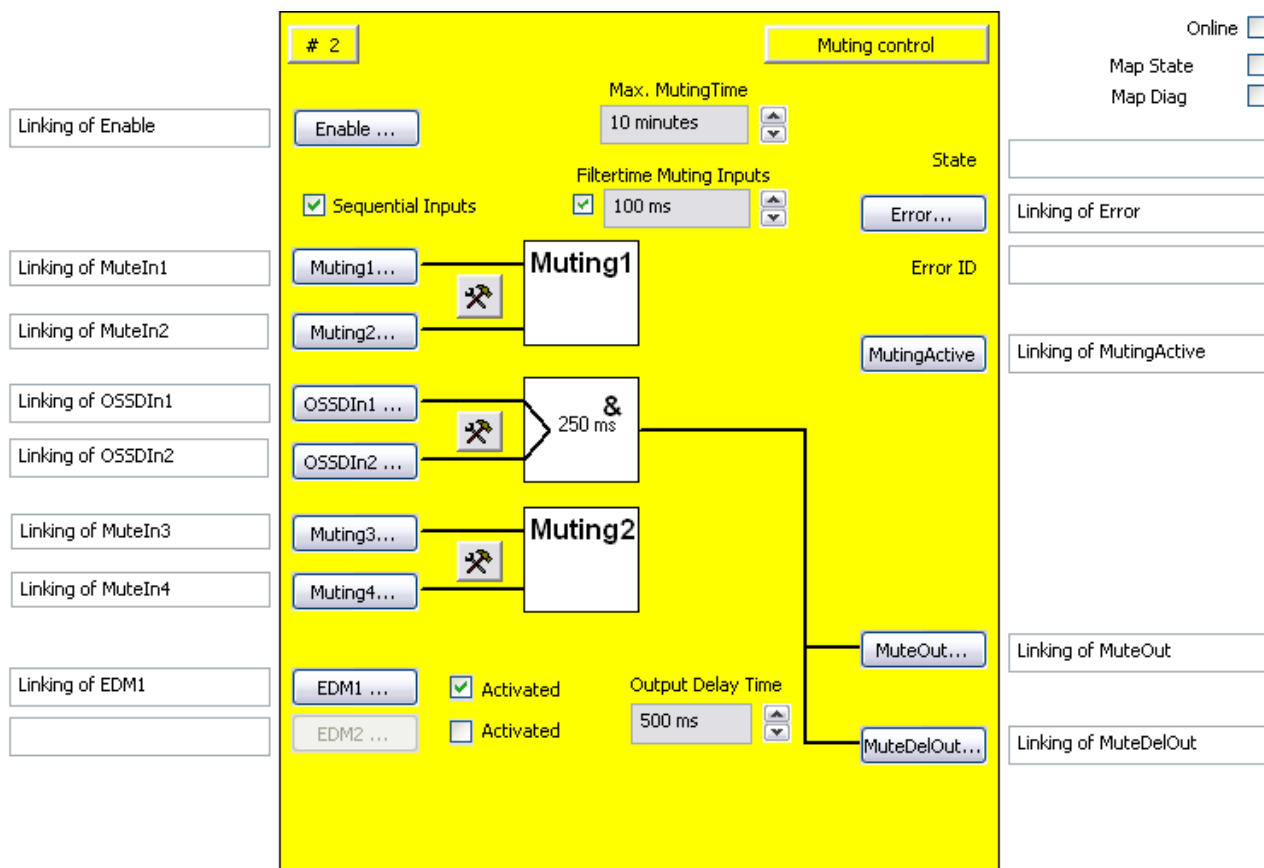 # 2
Muting control
Online
Map State
Map Diag
Max. MutingTime
10 minutes
Linking of Enable
Enable ...
State
Filtertime Muting Inputs
Sequential Inputs
100 ms
Error...
Linking of Error
Linking of MuteIn1
Muting1...
Muting1
Error ID
Linking of MuteIn2
Muting2...
MutingActive
Linking of MutingActive
Linking of OSSDIn1
OSSDIn1 ...
&
250 ms
Linking of OSSDIn2
OSSDIn2 ...
Linking of MuteIn3
Muting3...
Muting2
Linking of MuteIn4
Muting4...
MuteOut...
Linking of MuteOut
Linking of EDM1
EDM1 ...
Activated
Output Delay Time
500 ms
EDM2 ...
Activated
MuteDelOut...
Linking of MuteDelOut